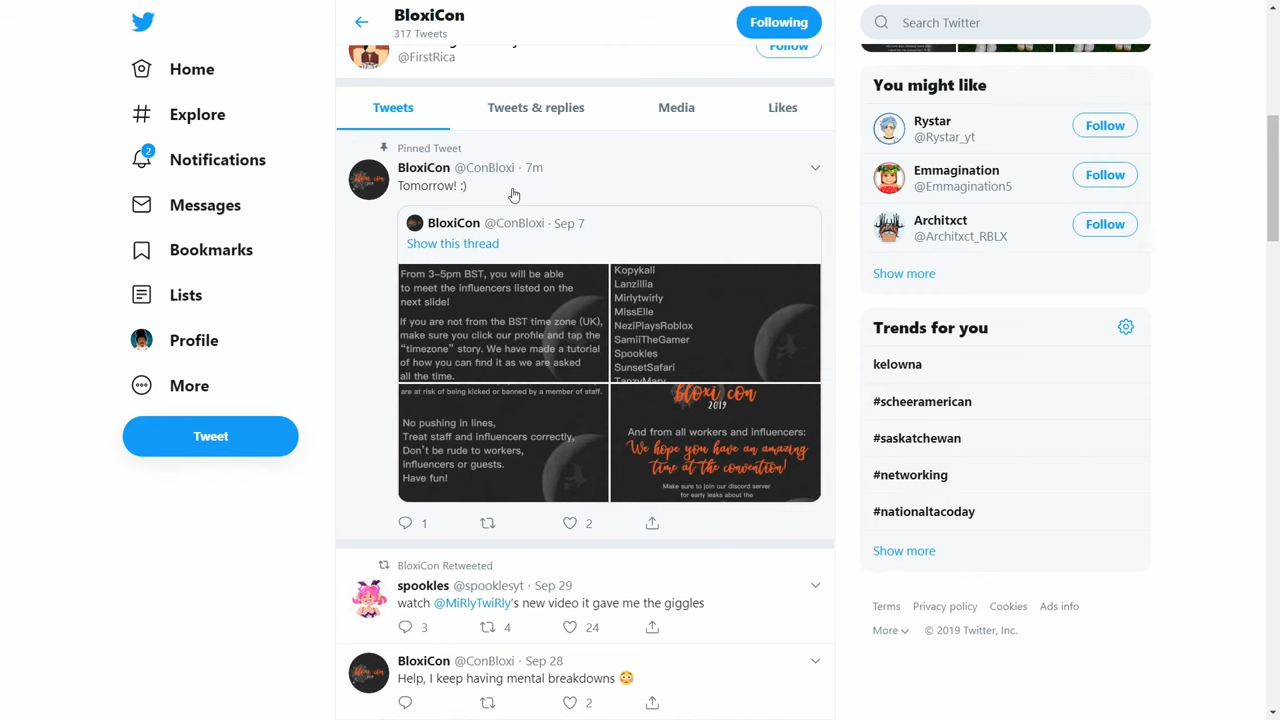 BloxiCon
317 Tweets
Following
Search Twitter
Home
Explore
2
Notifications
Messages
Bookmarks
Lists
Profile
More
Tweet
@FirstRica
Follow
Tweets
Tweets & replies
Media
Likes
Pinned Tweet
BloxiCon @ConBloxi · 7m
Tomorrow! :)
BloxiCon @ConBloxi · Sep 7
Show this thread
From 3-5pm BST, you will be able
to meet the influencers listed on the
next slide!
If you are not from the BST time zone (UK),
make sure you click our profile and tap the
"timezone" story. We have made a tutorial
of how you can find it as we are asked
all the time.
Kopykali
Lanzillia
Mirlytwirly
MissElle
NeziPlaysRoblox
SamiiTheGamer
Spookles
SunsetSafari
TanzyMary
are at risk of being kicked or banned by a member of staff.
No pushing in lines,
Treat staff and influencers correctly,
Don't be rude to workers,
influencers or guests.
Have fun!
bloxi con
2019
And from all workers and influencers:
We hope you have an amazing
time at the convention!
Make sure to join our discord server
for early leaks about the
1
2
BloxiCon Retweeted
spookles @spooklesyt · Sep 29
watch @MiRlyTwiRly's new video it gave me the giggles
3
4
24
BloxiCon @ConBloxi · Sep 28
Help, I keep having mental breakdowns 😳
2
You might like
Rystar
@Rystar_yt
Follow
Emmagination
@Emmagination5
Follow
Architxct
@Architxct_RBLX
Follow
Show more
Trends for you
kelowna
#scheeramerican
#saskatchewan
#networking
#nationaltacoday
Show more
Terms Privacy policy Cookies Ads info
More © 2019 Twitter, Inc.